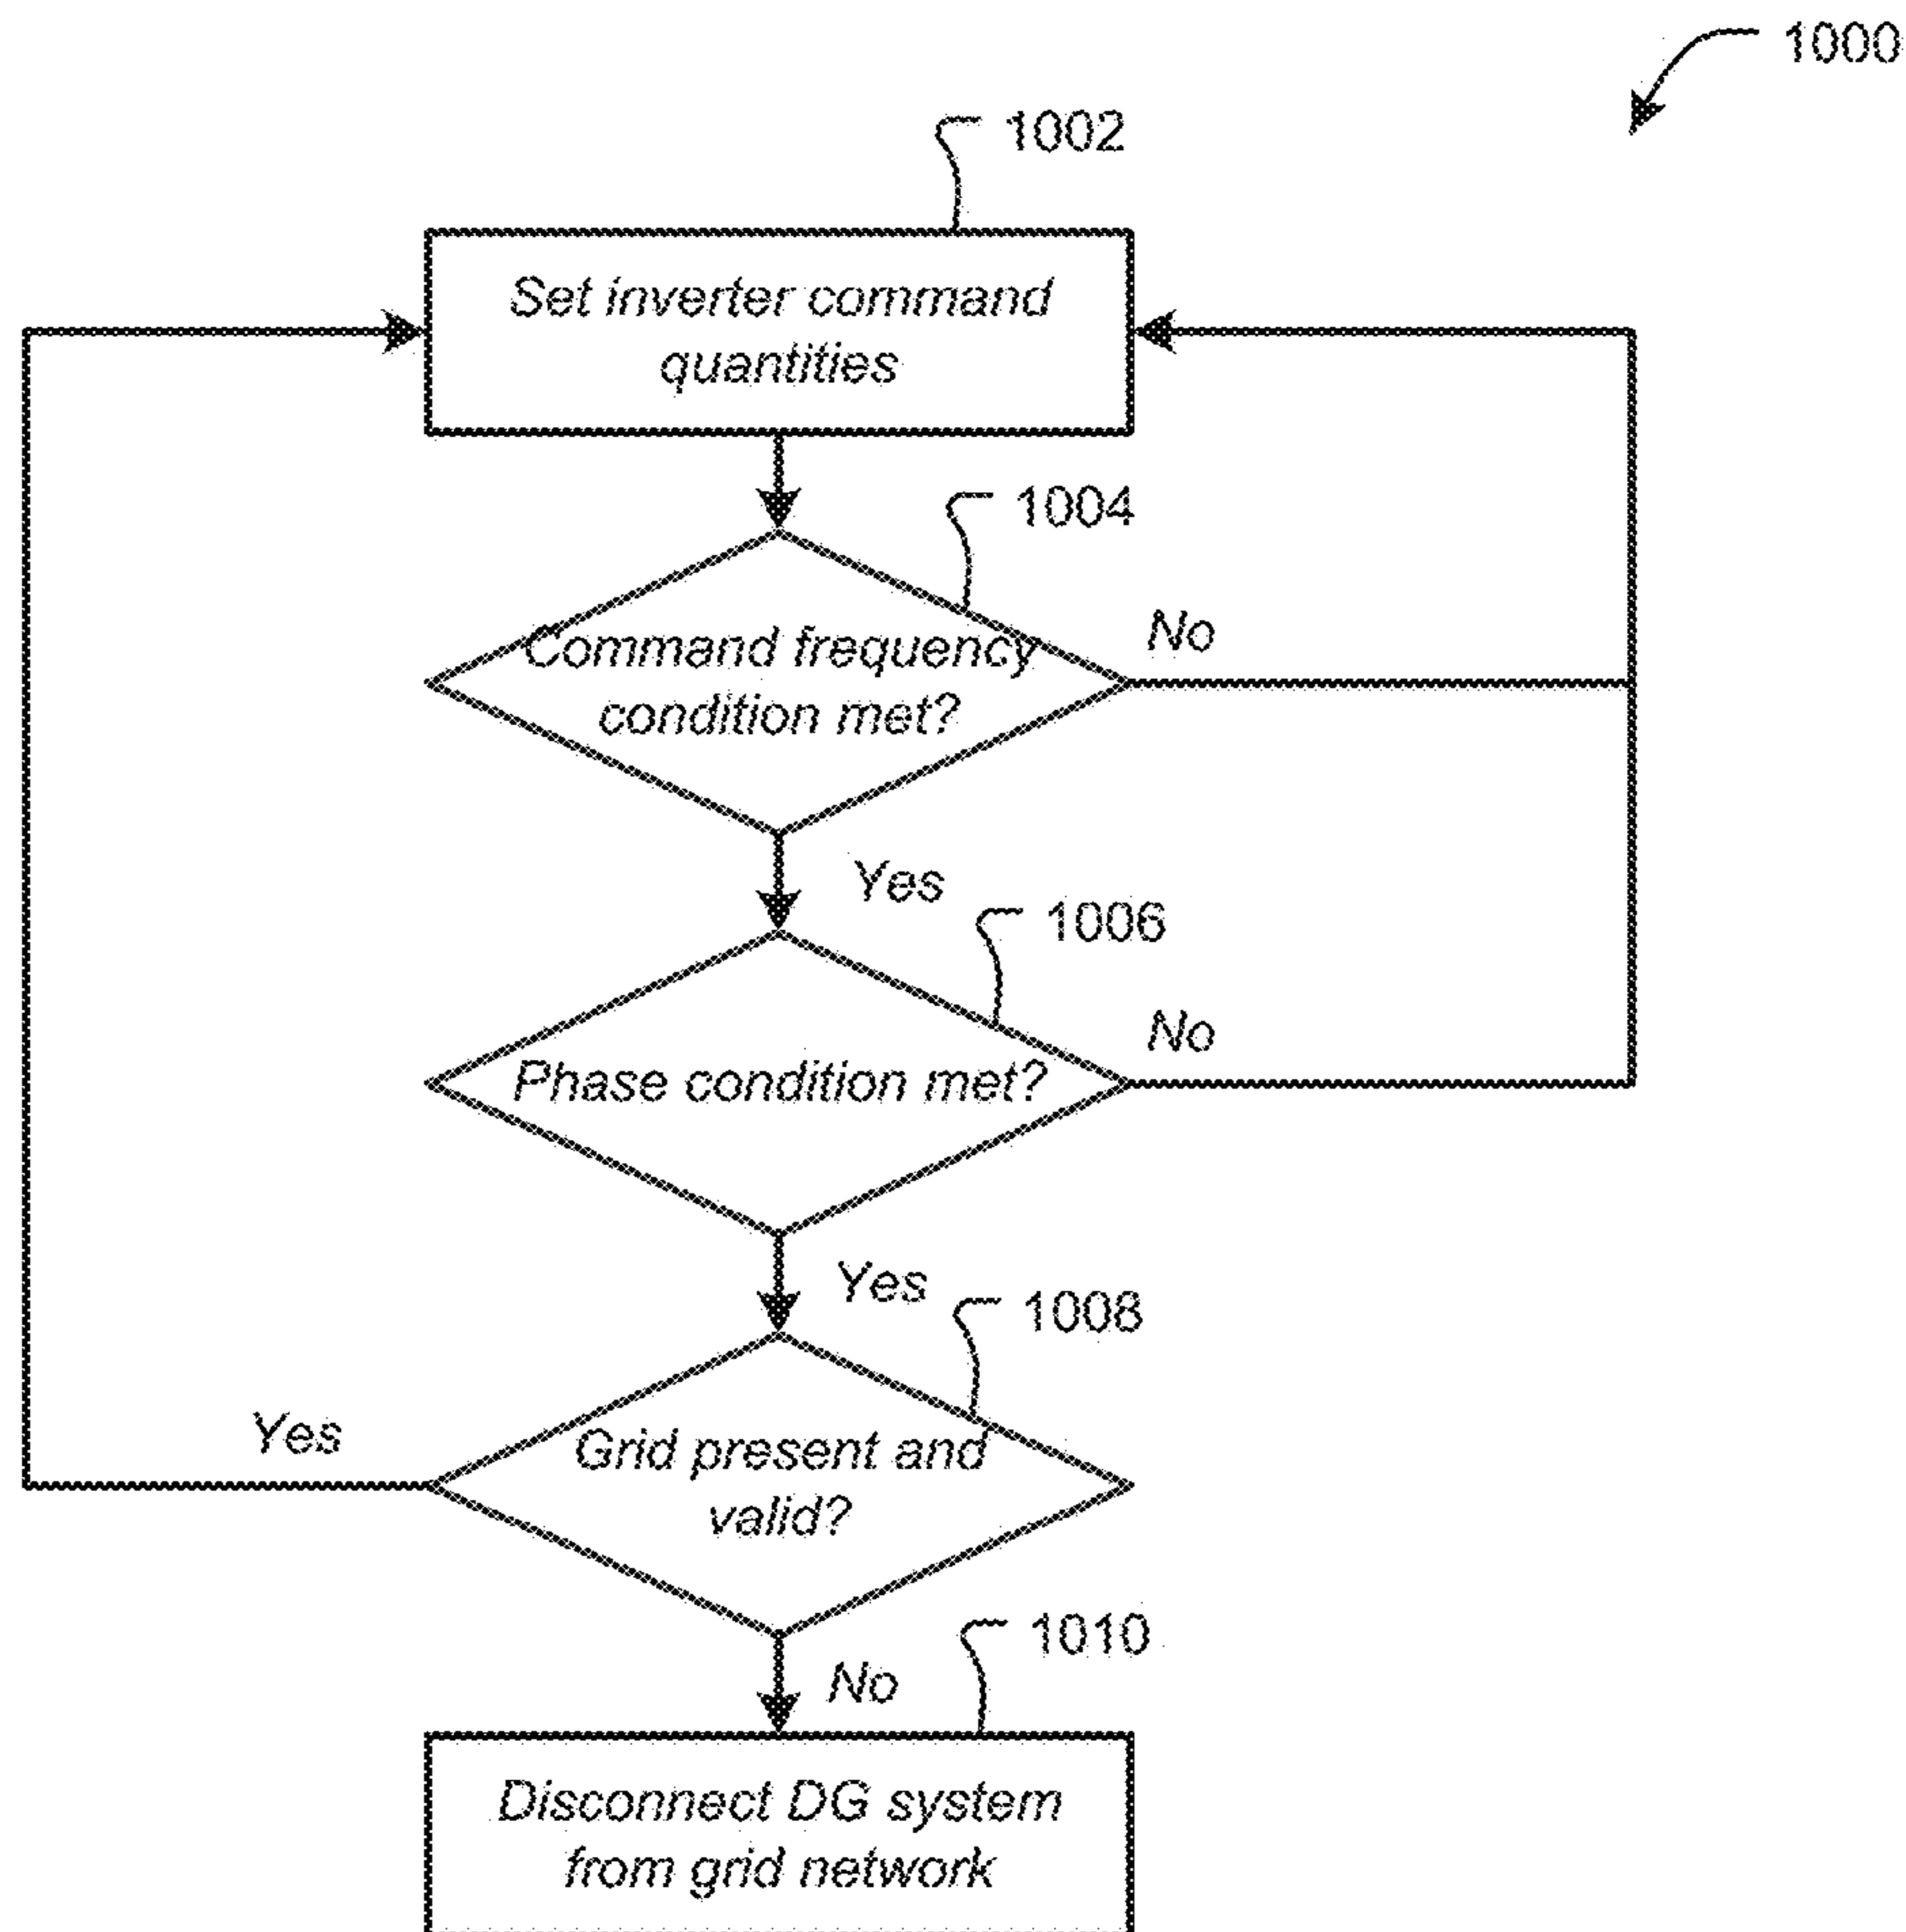 1000
1002
Set inverter command
quantities
1004
Command frequency
condition met?
No
Yes
1006
Phase condition met?
No
Yes
1008
Grid present and
valid?
Yes
No
1010
Disconnect DG system
from grid network